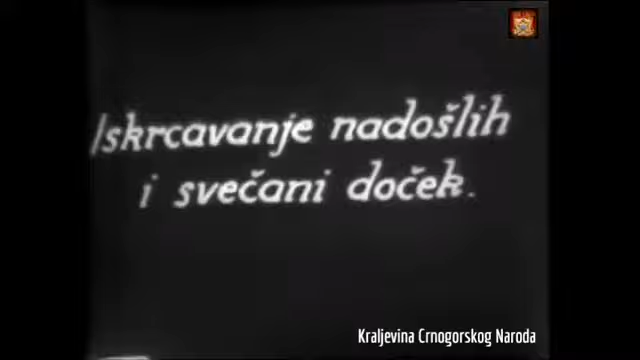 Iskrcavanje nadošlih
i svečani doček.
Kraljevina Crnogorskog Naroda